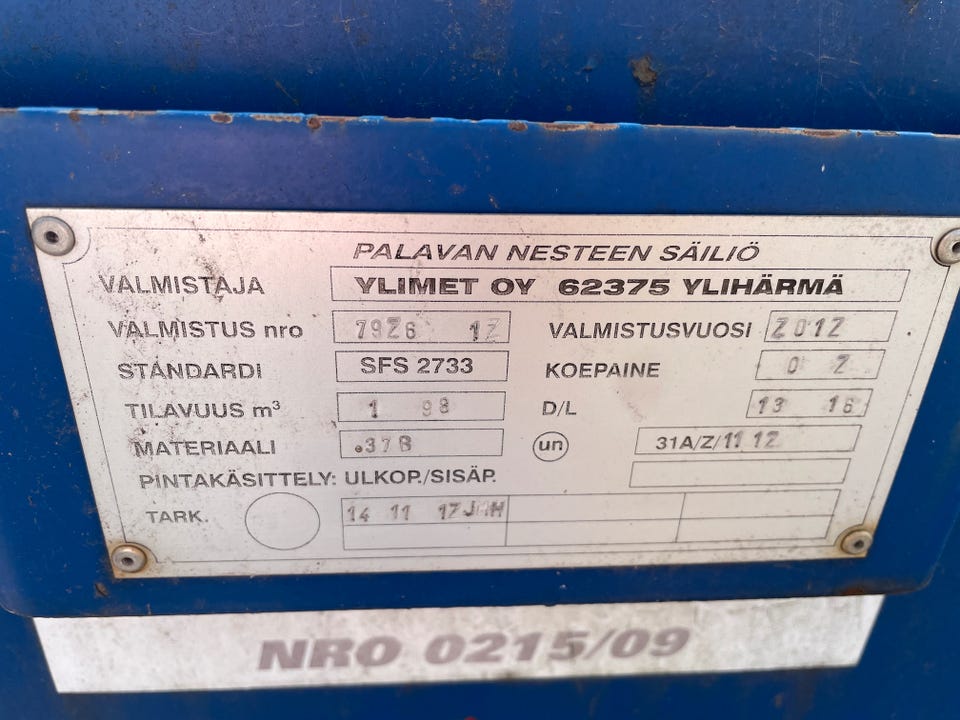 PALAVAN NESTEEN SÄILIÖ
VALMISTAJA YLIMET OY 62375 YLIHÄRMÄ
VALMISTUS nro 7926 12 VALMISTUSVUOSI 2012
STANDARDI SFS 2733 KOEPAINE 0 2
TILAVUUS m³ 1 98 D/L 13 16
MATERIAALI .37B un 31A/Z/11 12
PINTAKÄSITTELY: ULKOP./SISÄP.
TARK. 14 11 12
NRO 0215/09